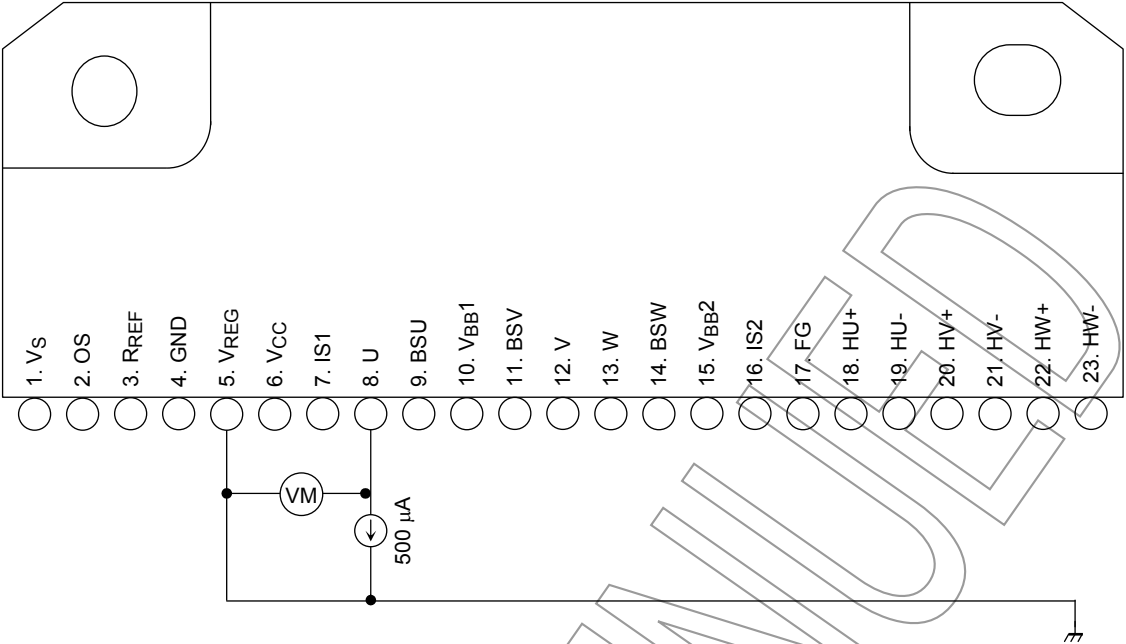 1. VS
2. OS
3. RREF
4. GND
5. VREG
6. VCC
7. IS1
8. U
9. BSU
10. VBB1
11. BSV
12. V
13. W
14. BSW
15. VBB2
16. IS2
17. FG
18. HU+
19. HU-
20. HV+
21. HV-
22. HW+
23. HW-
VM
500 μA